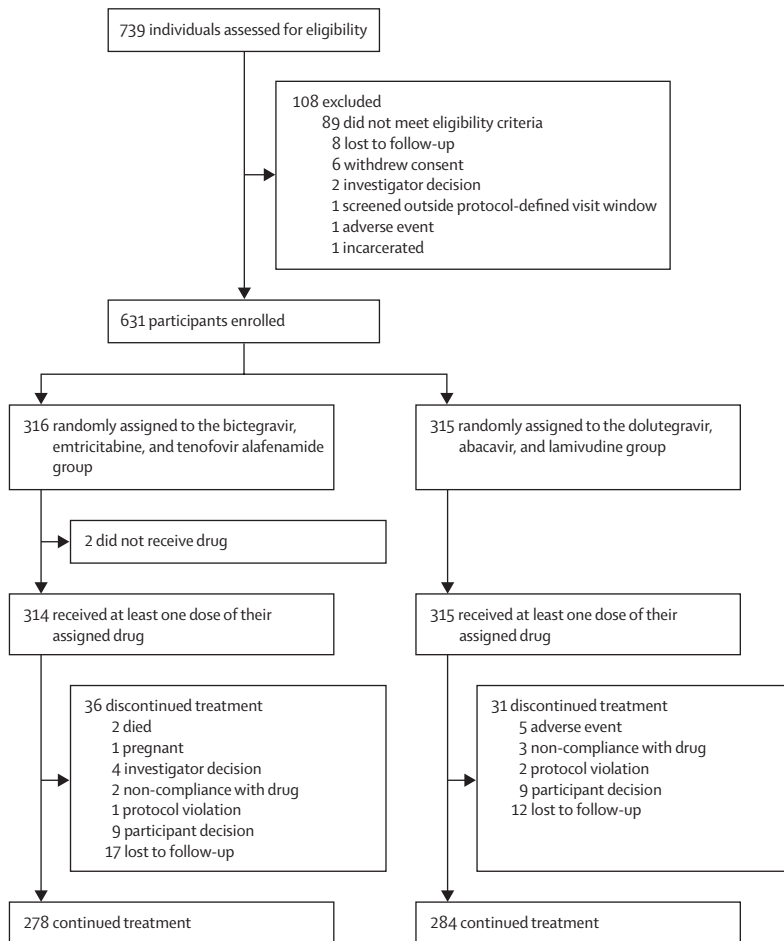 739 individuals assessed for eligibility
108 excluded
89 did not meet eligibility criteria
8 lost to follow-up
6 withdrew consent
2 investigator decision
1 screened outside protocol-defined visit window
1 adverse event
1 incarcerated
631 participants enrolled
316 randomly assigned to the bictegravir,
emtricitabine, and tenofovir alafenamide
group
315 randomly assigned to the dolutegravir,
abacavir, and lamivudine group
2 did not receive drug
314 received at least one dose of their
assigned drug
315 received at least one dose of their
assigned drug
36 discontinued treatment
2 died
1 pregnant
4 investigator decision
2 non-compliance with drug
1 protocol violation
9 participant decision
17 lost to follow-up
31 discontinued treatment
5 adverse event
3 non-compliance with drug
2 protocol violation
9 participant decision
12 lost to follow-up
278 continued treatment
284 continued treatment